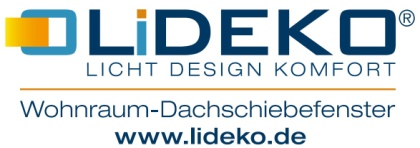 LiDEKO®
LICHT DESIGN KOMFORT
Wohnraum-Dachschiebefenster
www.lideko.de